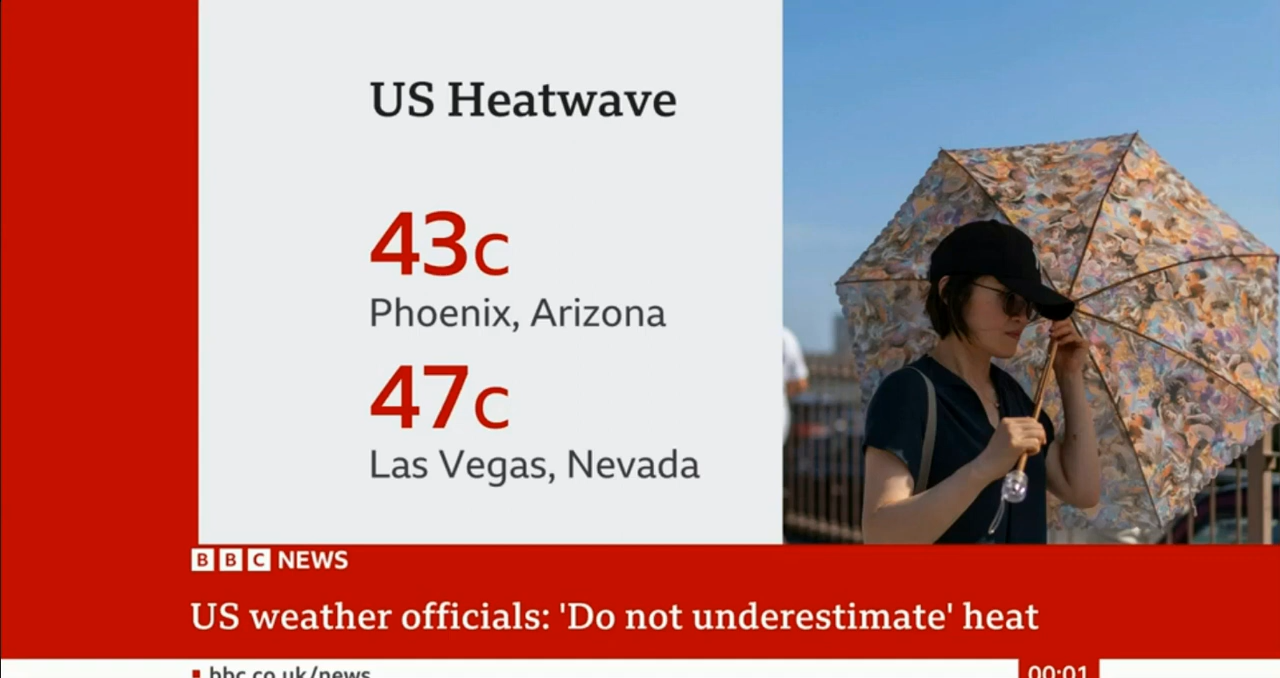 US Heatwave
43c
Phoenix, Arizona
47c
Las Vegas, Nevada
BBC NEWS
US weather officials: 'Do not underestimate' heat
bbc.co.uk/news
00:01